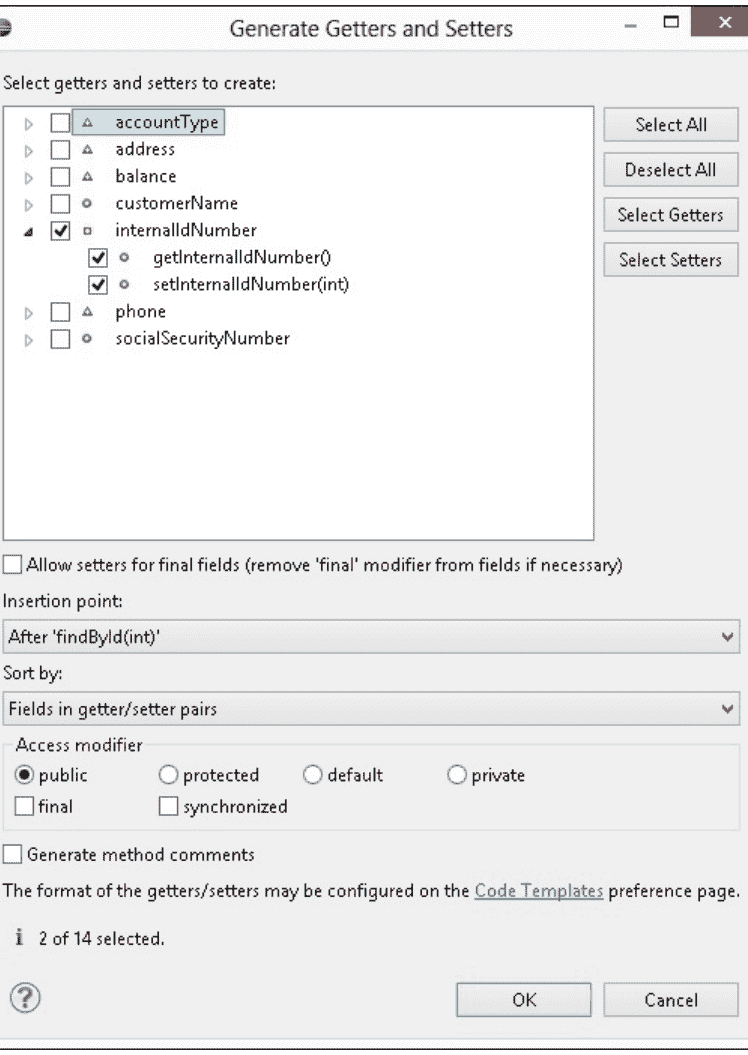 Generate Getters and Setters
Select getters and setters to create:
accountType
address
balance
customerName
internalIdNumber
getInternalIdNumber()
setInternalIdNumber(int)
phone
socialSecurityNumber
Select All
Deselect All
Select Getters
Select Setters
Allow setters for final fields (remove 'final' modifier from fields if necessary)
Insertion point:
After 'findById(int)'
Sort by:
Fields in getter/setter pairs
Access modifier
public protected default private
final synchronized
Generate method comments
The format of the getters/setters may be configured on the Code Templates preference page.
2 of 14 selected.
OK Cancel